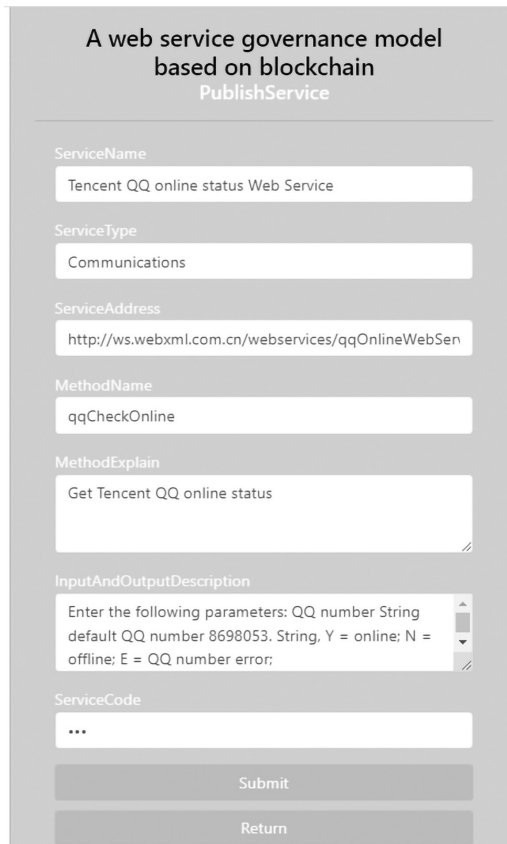 A web service governance model
based on blockchain
PublishService
ServiceName
Tencent QQ online status Web Service
ServiceType
Communications
ServiceAddress
http://ws.webxml.com.cn/webservices/qqOnlineWebSer
MethodName
qqCheckOnline
MethodExplain
Get Tencent QQ online status
InputAndOutputDescription
Enter the following parameters: QQ number String
default QQ number 8698053. String, Y = online; N =
offline; E = QQ number error;
ServiceCode
•••
Submit
Return